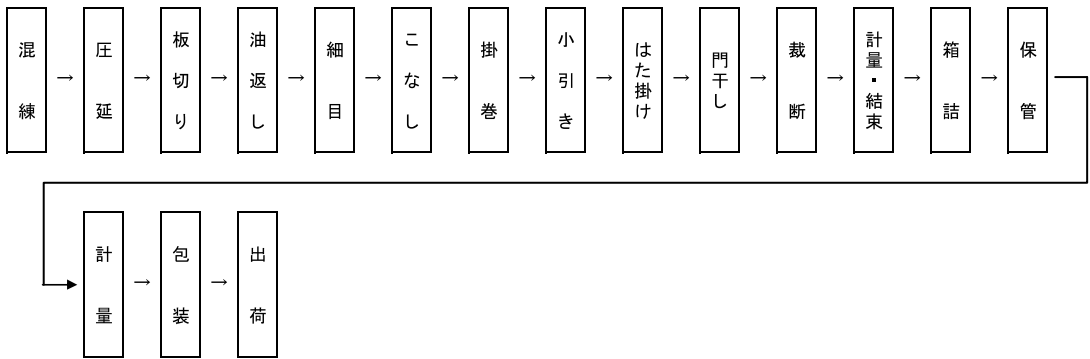 混練
→
圧延
→
板切り
→
油返し
→
細目
→
こなし
→
掛巻
→
小引き
→
はた掛け
→
門干し
→
裁断
→
計量・結束
→
箱詰
→
保管
計量
→
包装
→
出荷